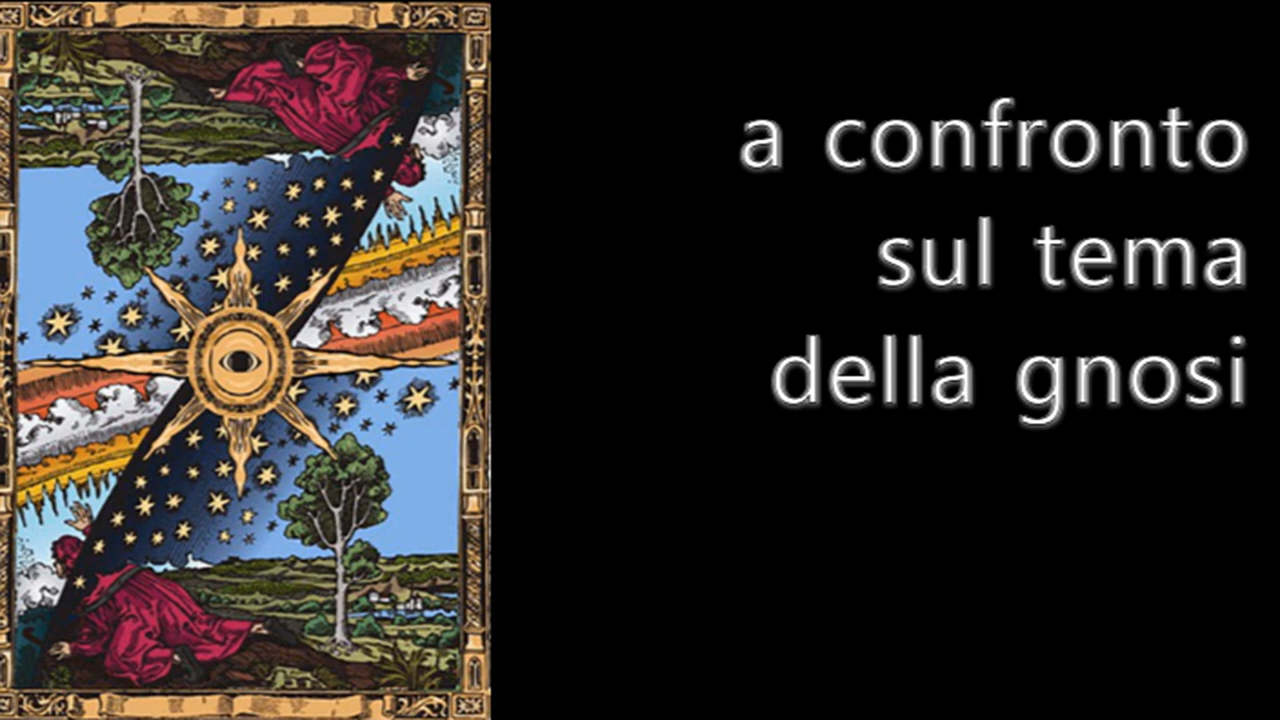 a confronto
sul tema
della gnosi